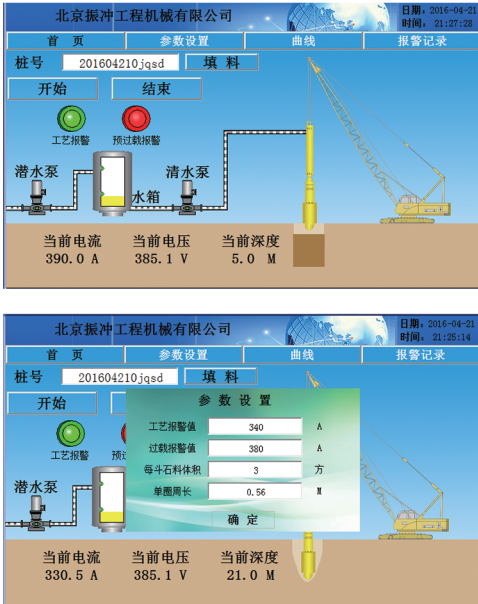 北京振冲工程机械有限公司
日期: 2016-04-21
时间: 21:27:28
首 页 参数设置 曲线 报警记录
桩号 201604210jqsd 填 料
开始 结束
工艺报警 预过载报警
潜水泵 清水泵
水箱
当前电流 当前电压 当前深度
390.0 A 385.1 V 5.0 M
北京振冲工程机械有限公司
日期: 2016-04-21
时间: 21:25:14
首 页 参数设置 曲线 报警记录
桩号 201604210jqsd 填 料
开始
参 数 设 置
工艺报警值 340 A
过载报警值 380 A
每斗石料体积 3 方
单圈周长 0.56 M
确 定
工艺报警 预过
潜水泵
当前电流 当前电压 当前深度
330.5 A 385.1 V 21.0 M